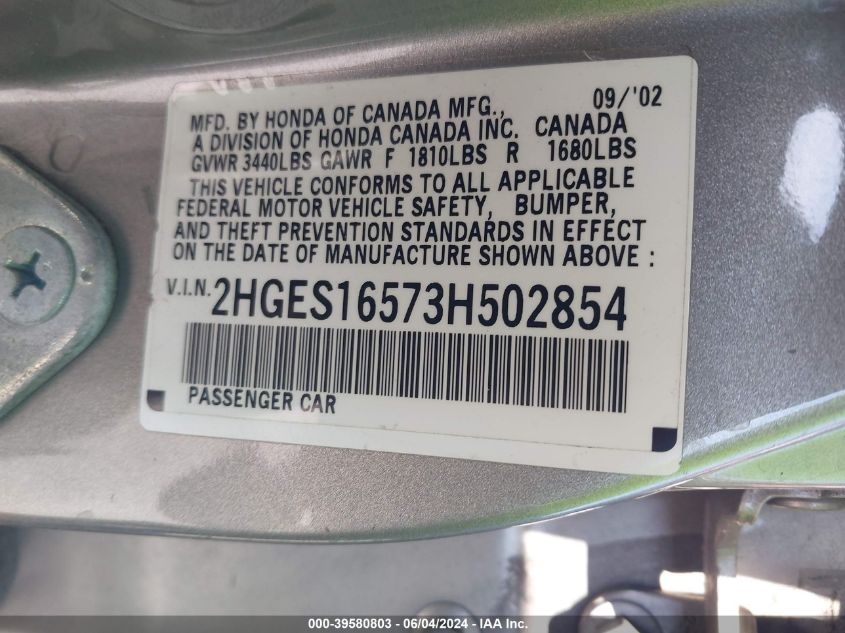 09/'02
MFD. BY HONDA OF CANADA MFG.,
A DIVISION OF HONDA CANADA INC. CANADA
GVWR 3440LBS GAWR F 1810LBS R 1680LBS
THIS VEHICLE CONFORMS TO ALL APPLICABLE
FEDERAL MOTOR VEHICLE SAFETY, BUMPER,
AND THEFT PREVENTION STANDARDS IN EFFECT
ON THE DATE OF MANUFACTURE SHOWN ABOVE :
V.I.N. 2HGES16573H502854
PASSENGER CAR
000-39580803 - 06/04/2024 - IAA Inc.